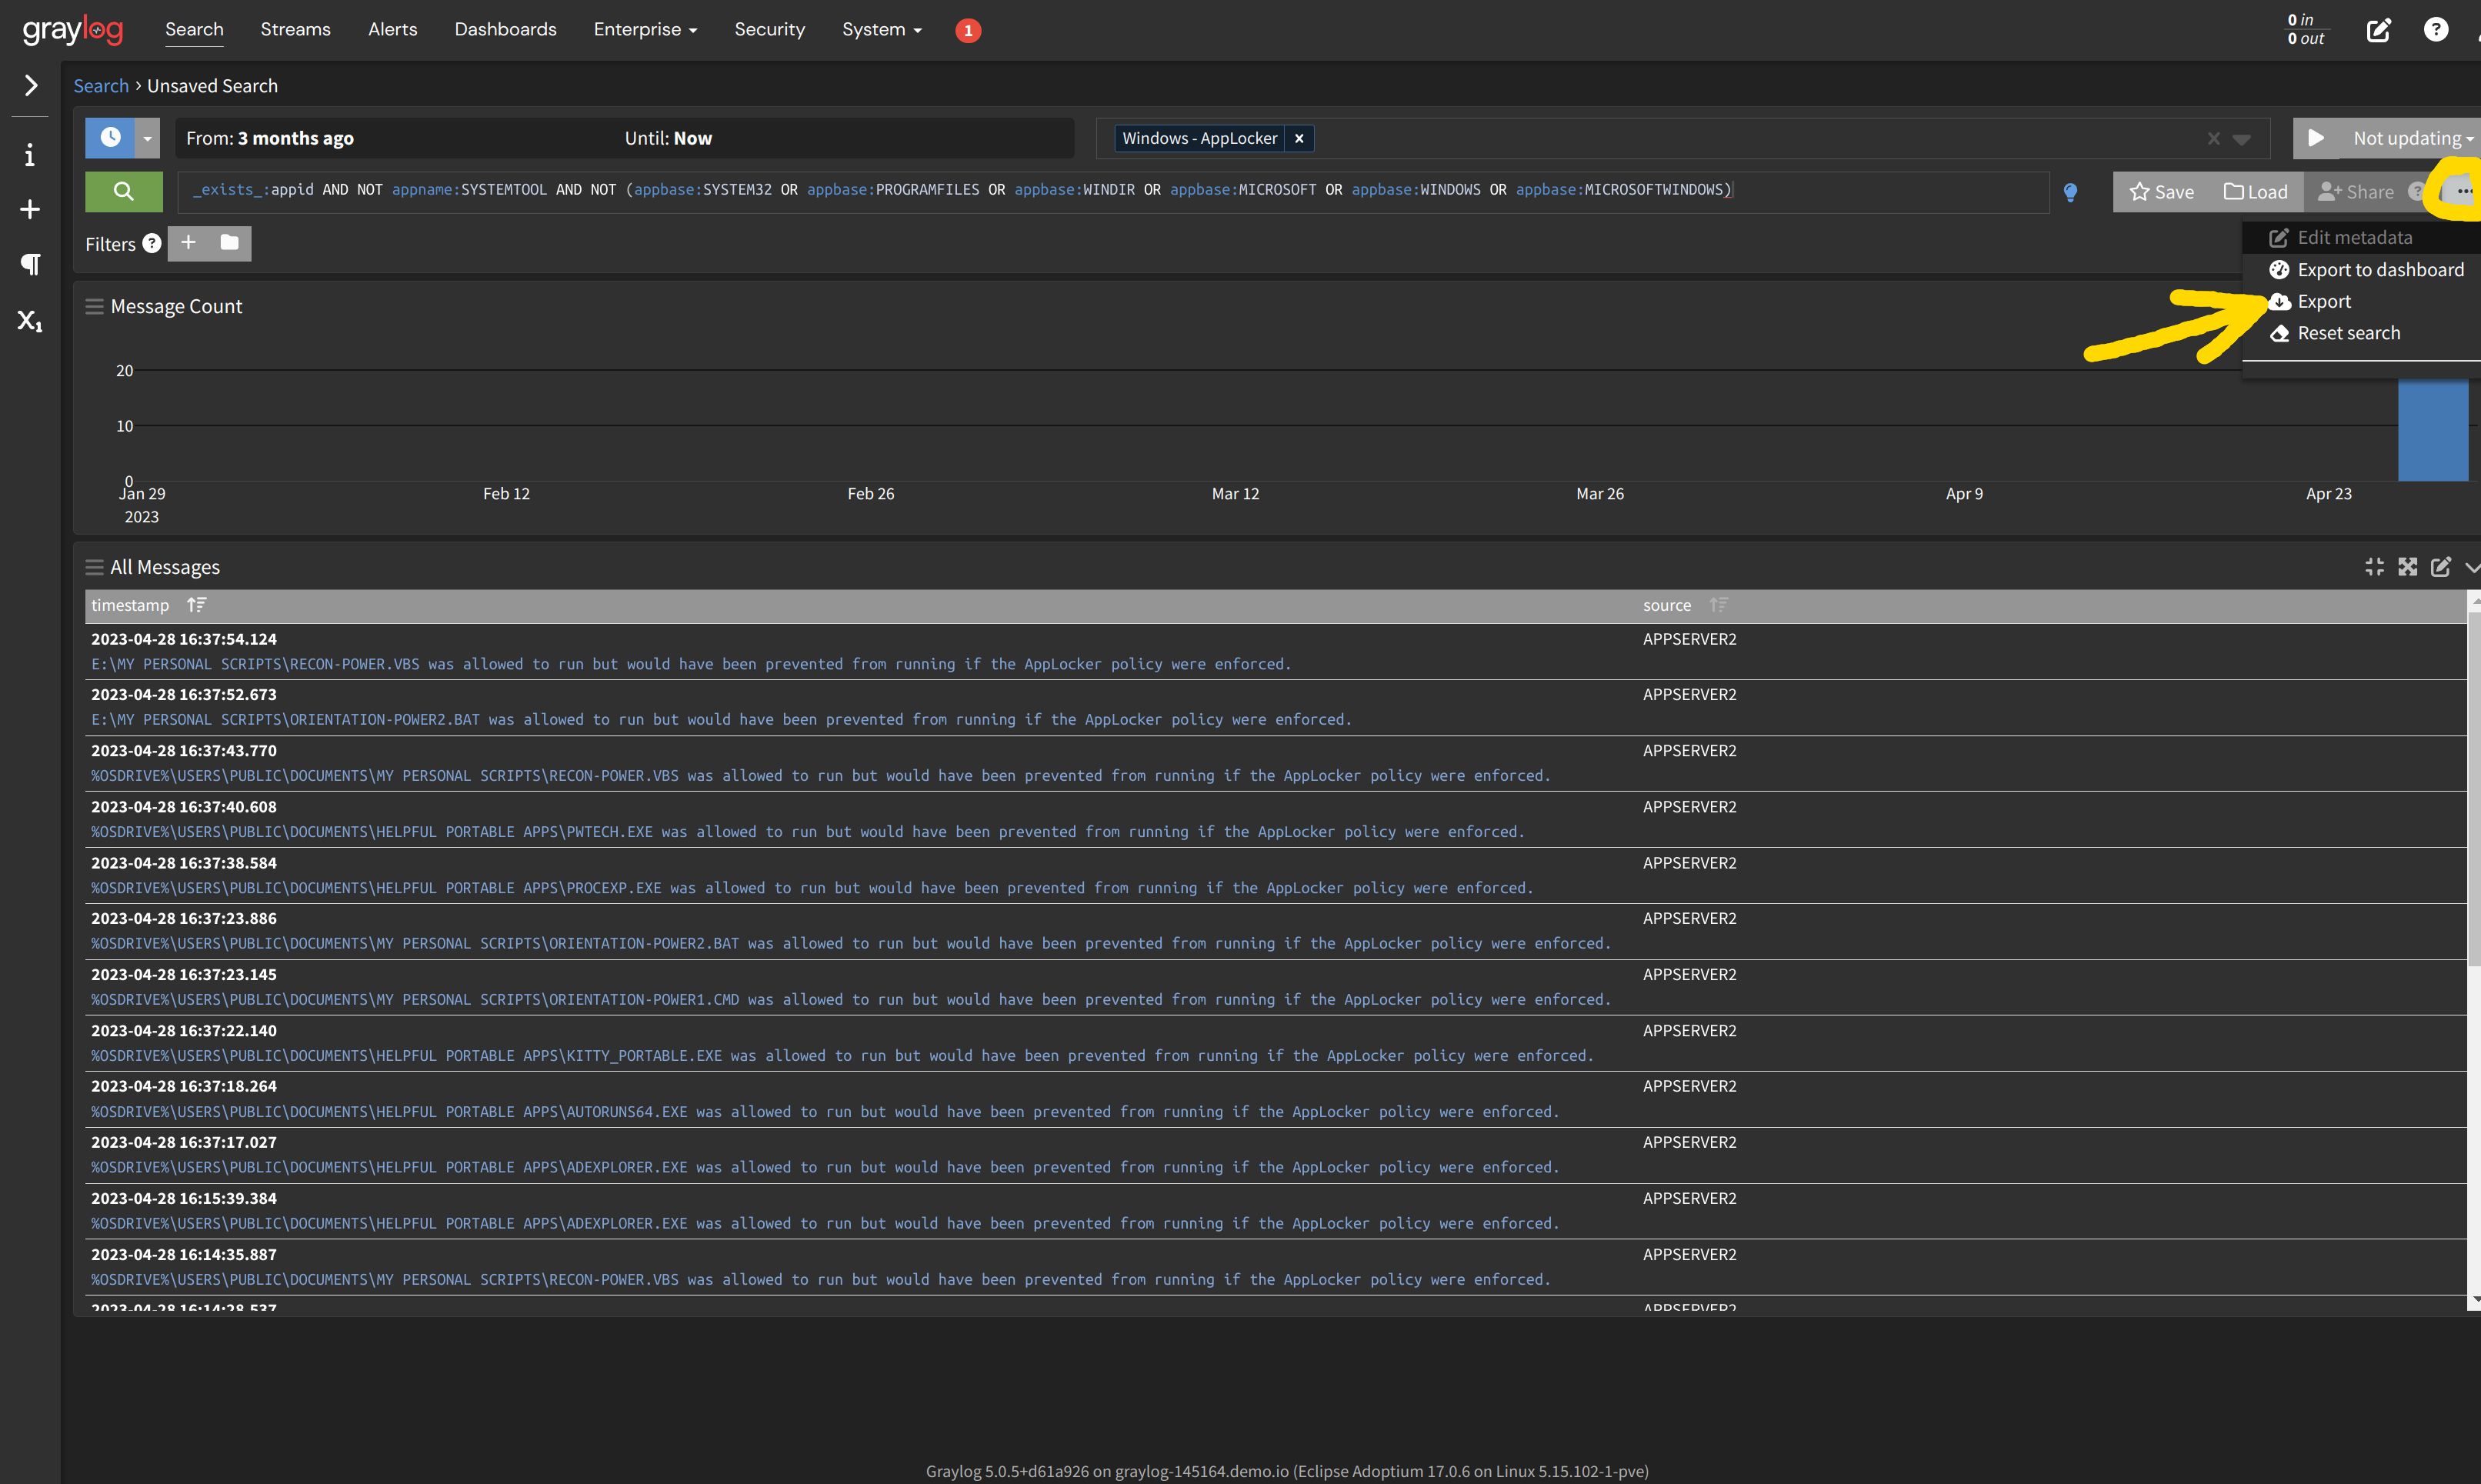 graylog Search Streams Alerts Dashboards Enterprise Security System 1 0 in
0 out
Search › Unsaved Search
From: 3 months ago Until: Now Windows - AppLocker × Not updating
_exists_:appid AND NOT appname:SYSTEMTOOL AND NOT (appbase:SYSTEM32 OR appbase:PROGRAMFILES OR appbase:WINDIR OR appbase:MICROSOFT OR appbase:WINDOWS OR appbase:MICROSOFTWINDOWS) Save Load Share
Filters
Edit metadata
Export to dashboard
Export
Reset search
Message Count
20
10
0
Jan 29 Feb 12 Feb 26 Mar 12 Mar 26 Apr 9 Apr 23
2023
All Messages
timestamp source
2023-04-28 16:37:54.124 APPSERVER2
E:\MY PERSONAL SCRIPTS\RECON-POWER.VBS was allowed to run but would have been prevented from running if the AppLocker policy were enforced.
2023-04-28 16:37:52.673 APPSERVER2
E:\MY PERSONAL SCRIPTS\ORIENTATION-POWER2.BAT was allowed to run but would have been prevented from running if the AppLocker policy were enforced.
2023-04-28 16:37:43.770 APPSERVER2
%OSDRIVE%\USERS\PUBLIC\DOCUMENTS\MY PERSONAL SCRIPTS\RECON-POWER.VBS was allowed to run but would have been prevented from running if the AppLocker policy were enforced.
2023-04-28 16:37:40.608 APPSERVER2
%OSDRIVE%\USERS\PUBLIC\DOCUMENTS\HELPFUL PORTABLE APPS\PWTECH.EXE was allowed to run but would have been prevented from running if the AppLocker policy were enforced.
2023-04-28 16:37:38.584 APPSERVER2
%OSDRIVE%\USERS\PUBLIC\DOCUMENTS\HELPFUL PORTABLE APPS\PROCEXP.EXE was allowed to run but would have been prevented from running if the AppLocker policy were enforced.
2023-04-28 16:37:23.886 APPSERVER2
%OSDRIVE%\USERS\PUBLIC\DOCUMENTS\MY PERSONAL SCRIPTS\ORIENTATION-POWER2.BAT was allowed to run but would have been prevented from running if the AppLocker policy were enforced.
2023-04-28 16:37:23.145 APPSERVER2
%OSDRIVE%\USERS\PUBLIC\DOCUMENTS\MY PERSONAL SCRIPTS\ORIENTATION-POWER1.CMD was allowed to run but would have been prevented from running if the AppLocker policy were enforced.
2023-04-28 16:37:22.140 APPSERVER2
%OSDRIVE%\USERS\PUBLIC\DOCUMENTS\HELPFUL PORTABLE APPS\KITTY_PORTABLE.EXE was allowed to run but would have been prevented from running if the AppLocker policy were enforced.
2023-04-28 16:37:18.264 APPSERVER2
%OSDRIVE%\USERS\PUBLIC\DOCUMENTS\HELPFUL PORTABLE APPS\AUTORUNS64.EXE was allowed to run but would have been prevented from running if the AppLocker policy were enforced.
2023-04-28 16:37:17.027 APPSERVER2
%OSDRIVE%\USERS\PUBLIC\DOCUMENTS\HELPFUL PORTABLE APPS\ADEXPLORER.EXE was allowed to run but would have been prevented from running if the AppLocker policy were enforced.
2023-04-28 16:15:39.384 APPSERVER2
%OSDRIVE%\USERS\PUBLIC\DOCUMENTS\HELPFUL PORTABLE APPS\ADEXPLORER.EXE was allowed to run but would have been prevented from running if the AppLocker policy were enforced.
2023-04-28 16:14:35.887 APPSERVER2
%OSDRIVE%\USERS\PUBLIC\DOCUMENTS\MY PERSONAL SCRIPTS\RECON-POWER.VBS was allowed to run but would have been prevented from running if the AppLocker policy were enforced.
2023-04-28 16:14:28.537 APPSERVER2
Graylog 5.0.5+d61a926 on graylog-145164.demo.io (Eclipse Adoptium 17.0.6 on Linux 5.15.102-1-pve)